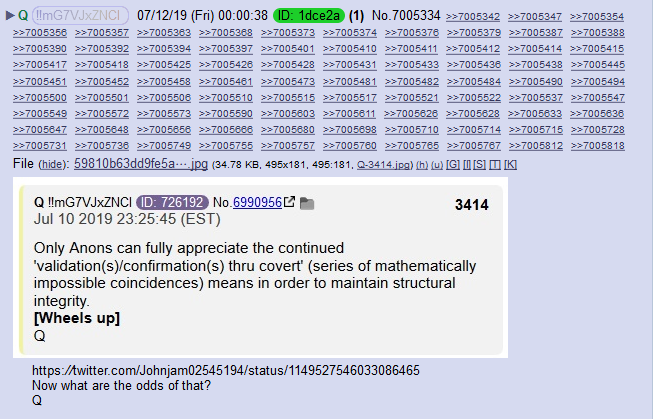 ▶ Q !!mG7VJxZNCI 07/12/19 (Fri) 00:00:38 ID: 1dce2a (1) No.7005334 >>7005342 >>7005347 >>7005354
>>7005356 >>7005357 >>7005363 >>7005368 >>7005371 >>7005374 >>7005376 >>7005379 >>7005387 >>7005388
>>7005390 >>7005392 >>7005394 >>7005397 >>7005401 >>7005410 >>7005411 >>7005412 >>7005414 >>7005415
>>7005417 >>7005418 >>7005425 >>7005426 >>7005428 >>7005431 >>7005433 >>7005436 >>7005438 >>7005445
>>7005451 >>7005452 >>7005458 >>7005461 >>7005473 >>7005481 >>7005482 >>7005484 >>7005490 >>7005494
>>7005500 >>7005501 >>7005506 >>7005510 >>7005515 >>7005517 >>7005521 >>7005522 >>7005537 >>7005547
>>7005549 >>7005572 >>7005573 >>7005590 >>7005603 >>7005611 >>7005626 >>7005628 >>7005633 >>7005636
>>7005647 >>7005648 >>7005656 >>7005666 >>7005680 >>7005698 >>7005710 >>7005714 >>7005715 >>7005728
>>7005731 >>7005736 >>7005749 >>7005755 >>7005757 >>7005760 >>7005765 >>7005767 >>7005812 >>7005818
File (hide): 59810b63dd9fe5a⋯.jpg (34.78 KB, 495x181, 495:181, Q-3414.jpg) (h) (u) [G] [I] [S] [T] [K]
Q !!mG7VJxZNCI ID: 726192 No.6990956 3414
Jul 10 2019 23:25:45 (EST)
Only Anons can fully appreciate the continued
'validation(s)/confirmation(s) thru covert' (series of mathematically
impossible coincidences) means in order to maintain structural
integrity.
[Wheels up]
Q
https://twitter.com/Johnjam02545194/status/1149527546033086465
Now what are the odds of that?
Q